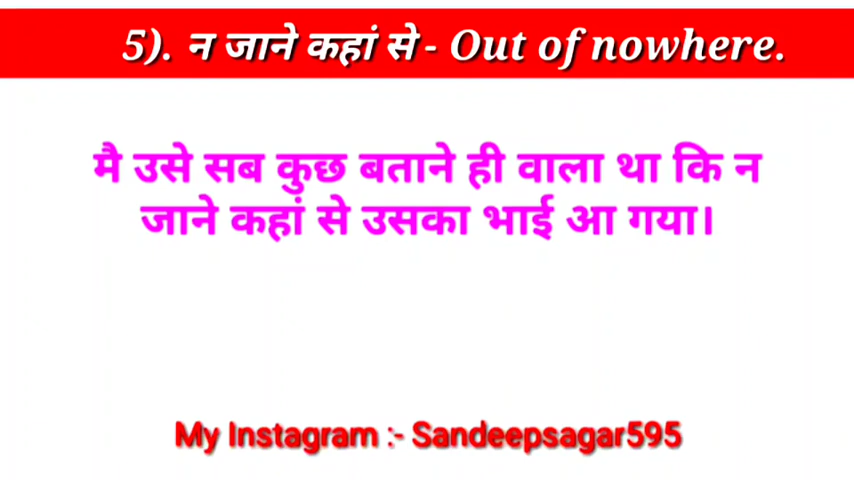 5). न जाने कहां से - Out of nowhere.
मै उसे सब कुछ बताने ही वाला था कि न
जाने कहां से उसका भाई आ गया।
My Instagram :- Sandeepsagar595